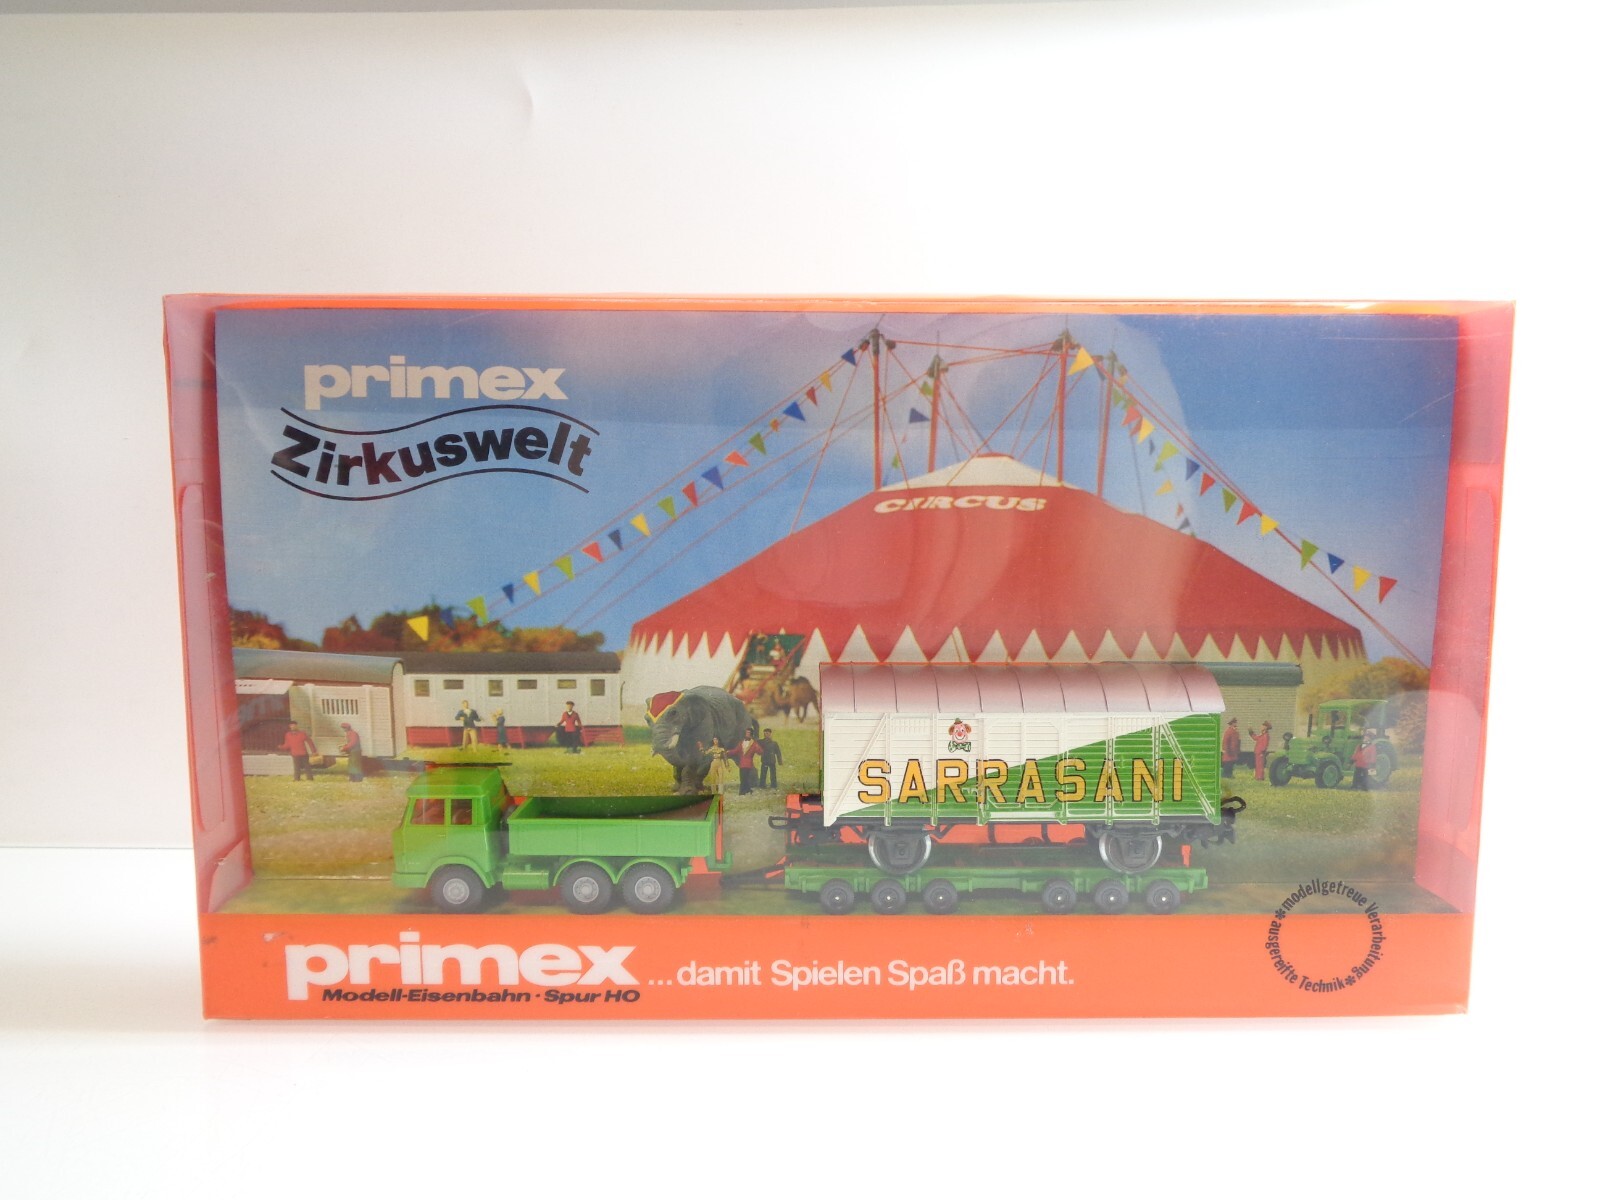 primex
Zirkuswelt
CIRCUS
SARRASANI
primex ...damit Spielen Spaß macht.
Modell-Eisenbahn · Spur HO
*modellgetreue Verarbeitung*
ausgereifte Technik